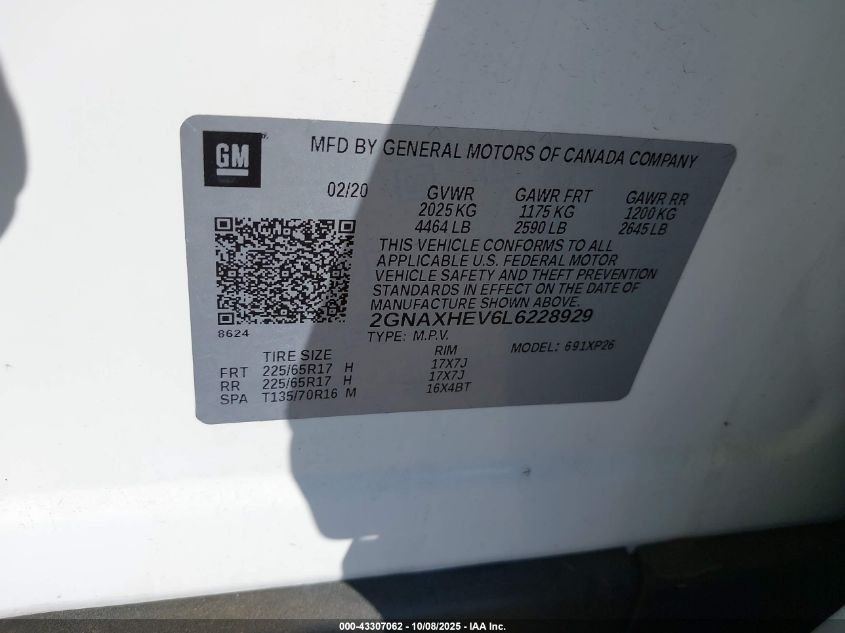 GM
MFD BY GENERAL MOTORS OF CANADA COMPANY
02/20 GVWR GAWR FRT GAWR RR
2025 KG 1175 KG 1200 KG
4464 LB 2590 LB 2645 LB
THIS VEHICLE CONFORMS TO ALL
APPLICABLE U.S. FEDERAL MOTOR
VEHICLE SAFETY AND THEFT PREVENTION
STANDARDS IN EFFECT ON THE DATE OF
MANUFACTURE SHOWN ABOVE.
2GNAXHEV6L6228929
8624
TYPE: M.P.V. MODEL: 691XP26
TIRE SIZE RIM
FRT 225/65R17 H 17X7J
RR 225/65R17 H 17X7J
SPA T135/70R16 M 16X4BT
000-43307062 - 10/08/2025 - IAA Inc.